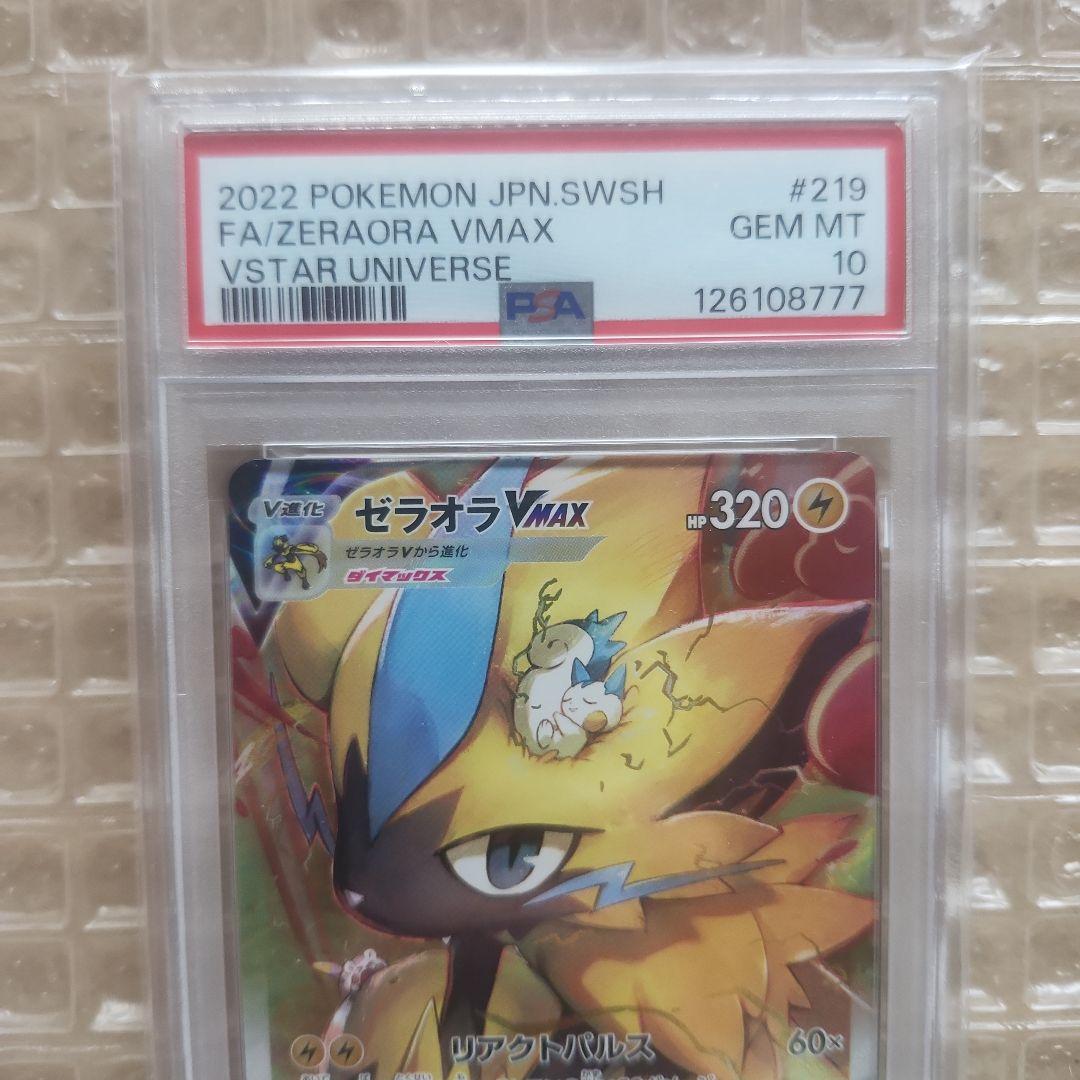 2022 POKEMON JPN.SWSH #219
FA/ZERAORA VMAX GEM MT
VSTAR UNIVERSE 10
PSA 126108777
V進化 ゼラオラVMAX HP320
ゼラオラVから進化
ダイマックス
リアクトパルス 60×